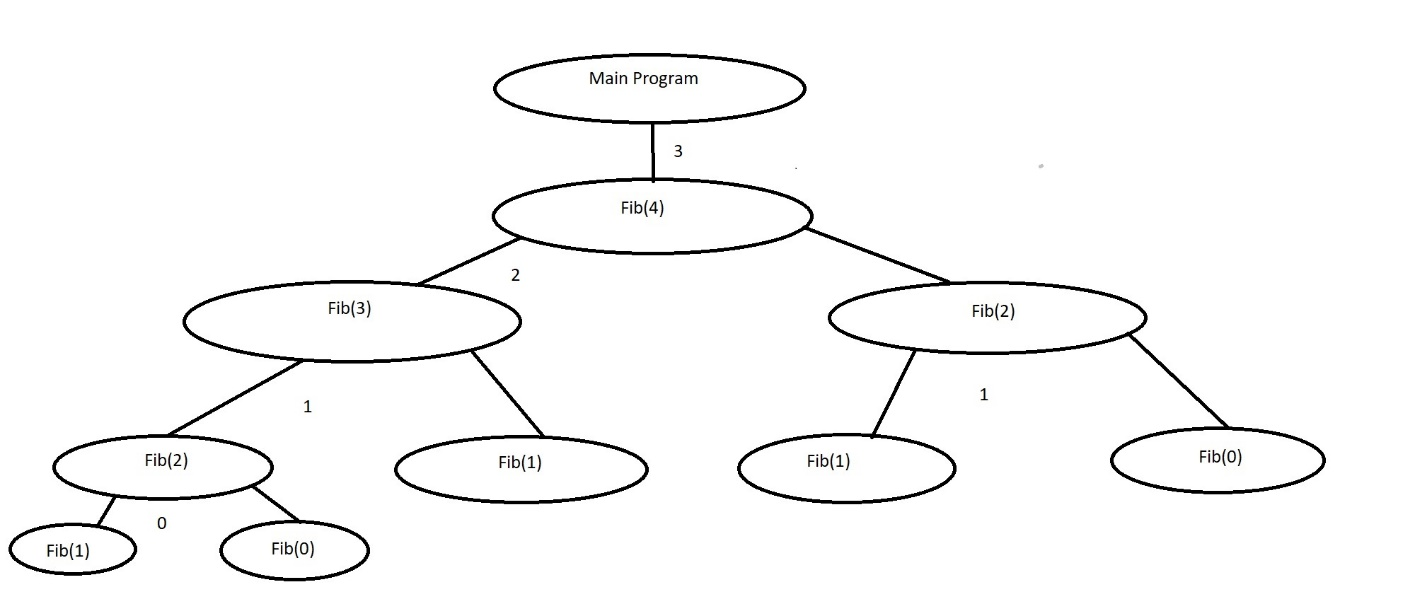 Main Program
3
Fib(4)
2
Fib(3)
Fib(2)
1
1
Fib(2)
Fib(1)
Fib(1)
Fib(0)
0
Fib(1)
Fib(0)